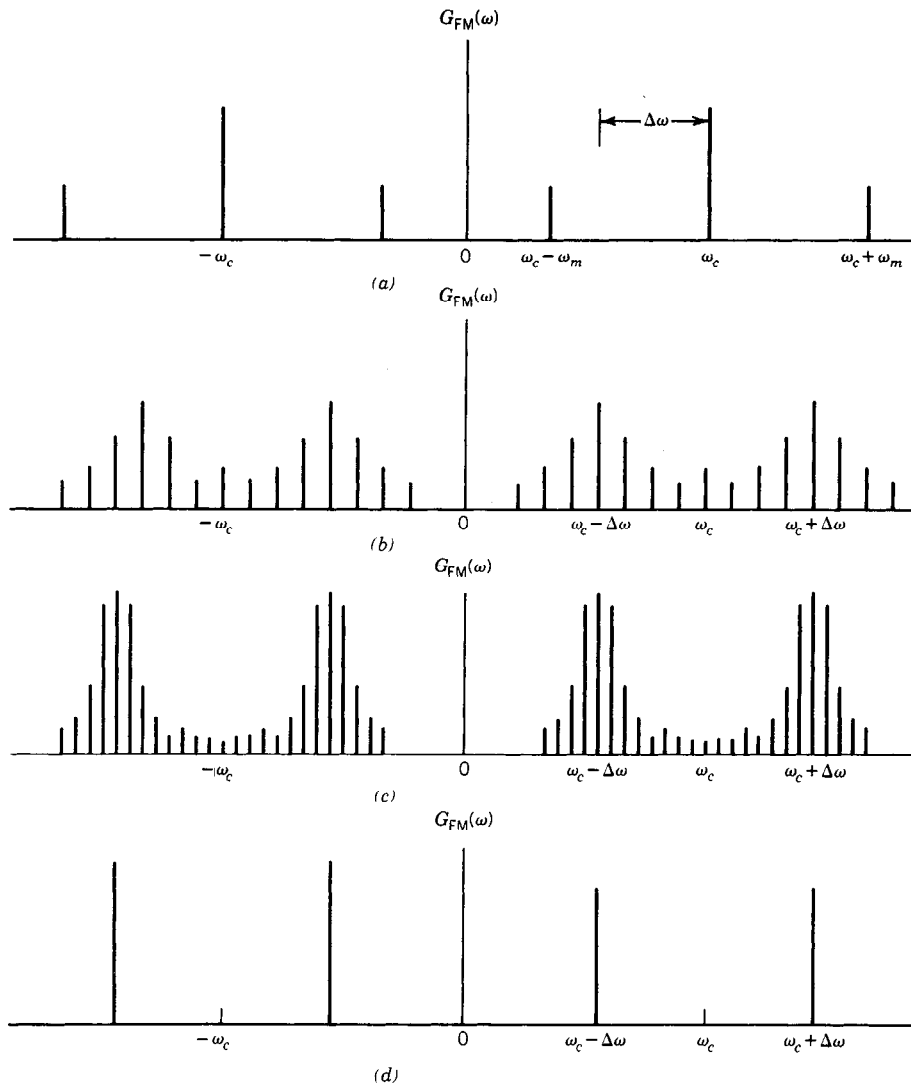 G_FM(ω)
Δω
−ω_c 0 ω_c − ω_m ω_c ω_c + ω_m
(a)
G_FM(ω)
−ω_c 0 ω_c − Δω ω_c ω_c + Δω
(b)
G_FM(ω)
−ω_c 0 ω_c − Δω ω_c ω_c + Δω
(c)
G_FM(ω)
−ω_c 0 ω_c − Δω ω_c ω_c + Δω
(d)